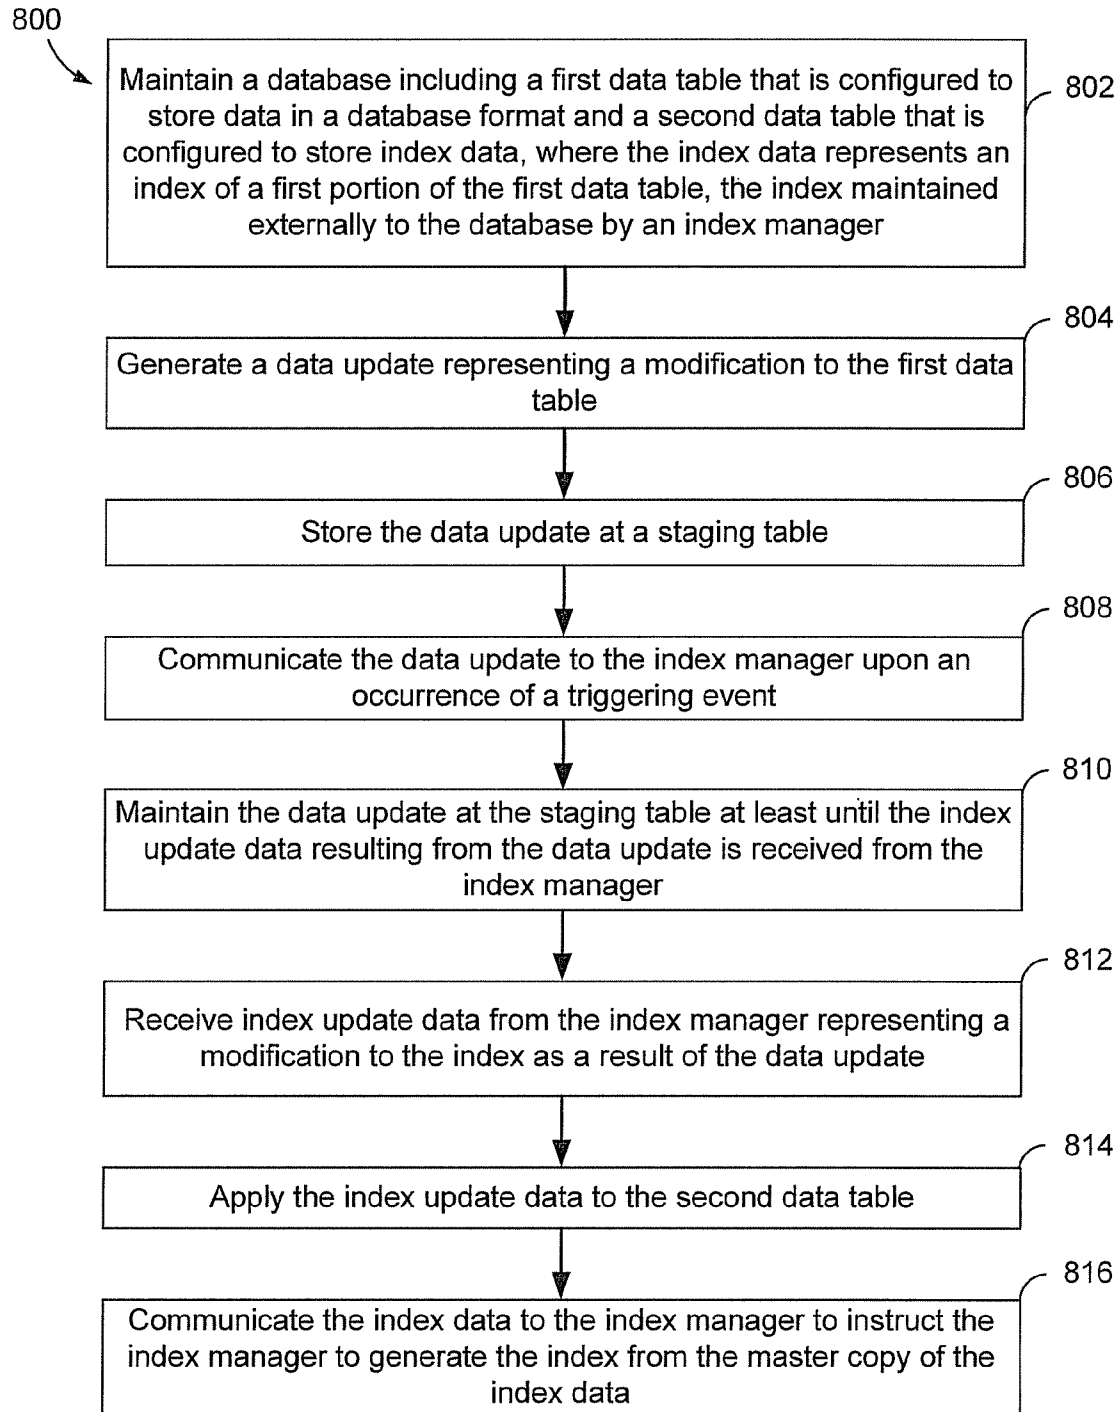 800
Maintain a database including a first data table that is configured to
store data in a database format and a second data table that is
configured to store index data, where the index data represents an
index of a first portion of the first data table, the index maintained
externally to the database by an index manager
802
Generate a data update representing a modification to the first data
table
804
Store the data update at a staging table
806
Communicate the data update to the index manager upon an
occurrence of a triggering event
808
Maintain the data update at the staging table at least until the index
update data resulting from the data update is received from the
index manager
810
Receive index update data from the index manager representing a
modification to the index as a result of the data update
812
Apply the index update data to the second data table
814
Communicate the index data to the index manager to instruct the
index manager to generate the index from the master copy of the
index data
816